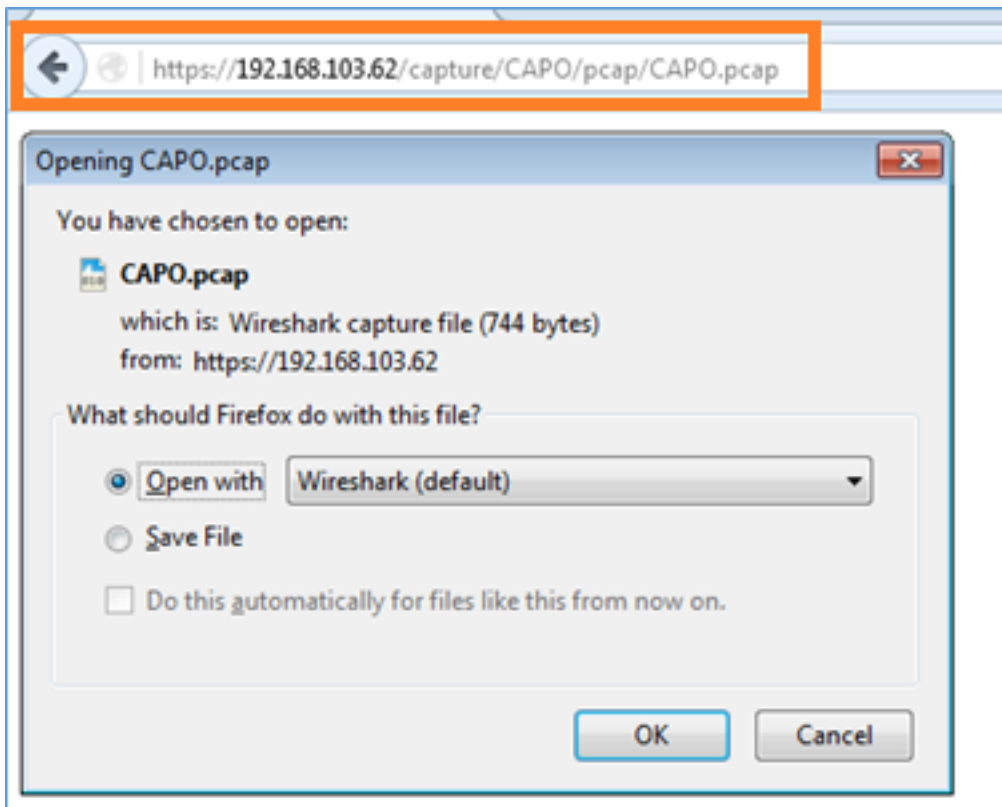 https://192.168.103.62/capture/CAPO/pcap/CAPO.pcap
Opening CAPO.pcap
You have chosen to open:
CAPO.pcap
which is: Wireshark capture file (744 bytes)
from: https://192.168.103.62
What should Firefox do with this file?
Open with Wireshark (default)
Save File
Do this automatically for files like this from now on.
OK Cancel